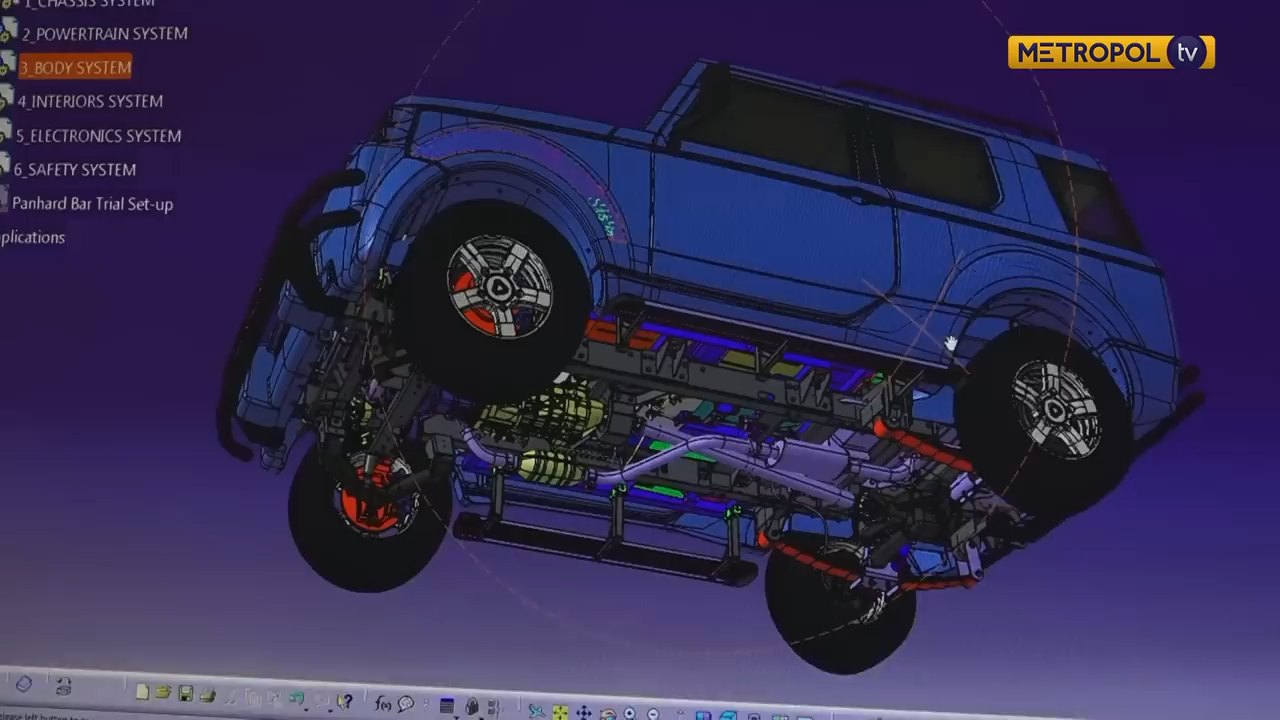 1_CHASSIS SYSTEM
2_POWERTRAIN SYSTEM
3_BODY SYSTEM
4_INTERIORS SYSTEM
5_ELECTRONICS SYSTEM
6_SAFETY SYSTEM
Panhard Bar Trial Set-up
plications
METROPOL tv
f(x)